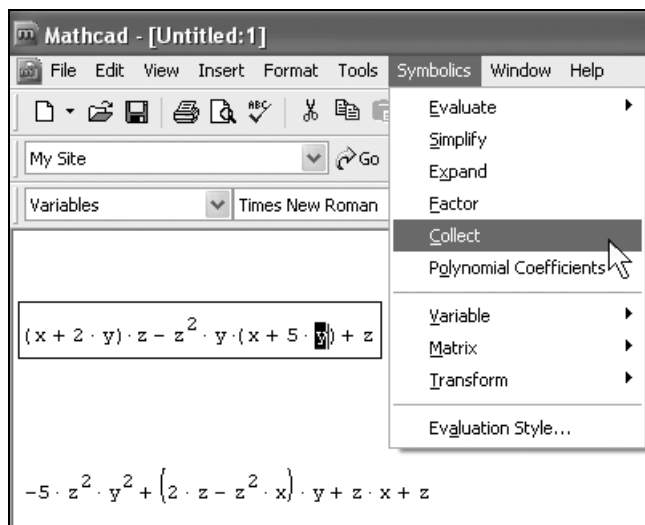 Mathcad - [Untitled:1]
File Edit View Insert Format Tools Symbolics Window Help
My Site Go
Variables Times New Roman
Evaluate
Simplify
Expand
Factor
Collect
Polynomial Coefficients
Variable
Matrix
Transform
Evaluation Style...
(x + 2 · y) · z − z² · y · (x + 5 · y) + z
−5 · z² · y² + (2 · z − z² · x) · y + z · x + z